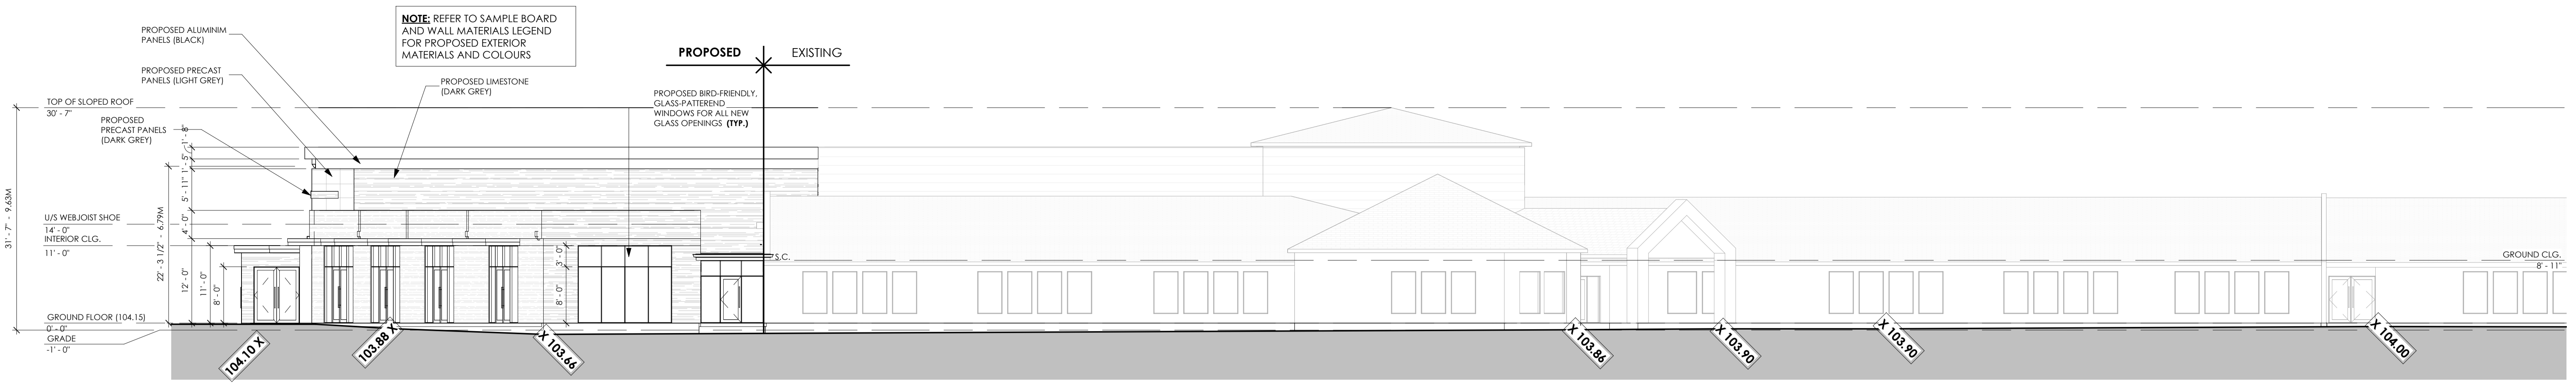 NOTE: REFER TO SAMPLE BOARD
AND WALL MATERIALS LEGEND
FOR PROPOSED EXTERIOR
MATERIALS AND COLOURS
PROPOSED ALUMINIM
PANELS (BLACK)
PROPOSED PRECAST
PANELS (LIGHT GREY)
PROPOSED LIMESTONE
(DARK GREY)
PROPOSED EXISTING
PROPOSED BIRD-FRIENDLY,
GLASS-PATTEREND
WINDOWS FOR ALL NEW
GLASS OPENINGS (TYP.)
TOP OF SLOPED ROOF
30' - 7"
PROPOSED
PRECAST PANELS
(DARK GREY)
U/S WEBJOIST SHOE
14' - 0"
INTERIOR CLG.
11' - 0"
GROUND FLOOR (104.15)
0' - 0"
GRADE
-1' - 0"
31' - 7" - 9.63M
22' - 3 1/2" - 6.79M
1' - 8"
1' - 5"
5' - 11"
4' - 0"
12' - 0"
11' - 0"
8' - 0"
3' - 0"
8' - 0"
S.C.
GROUND CLG.
8' - 11"
104.10 X
103.88 X
X 103.66
X 103.86
X 103.90
X 103.90
X 104.00